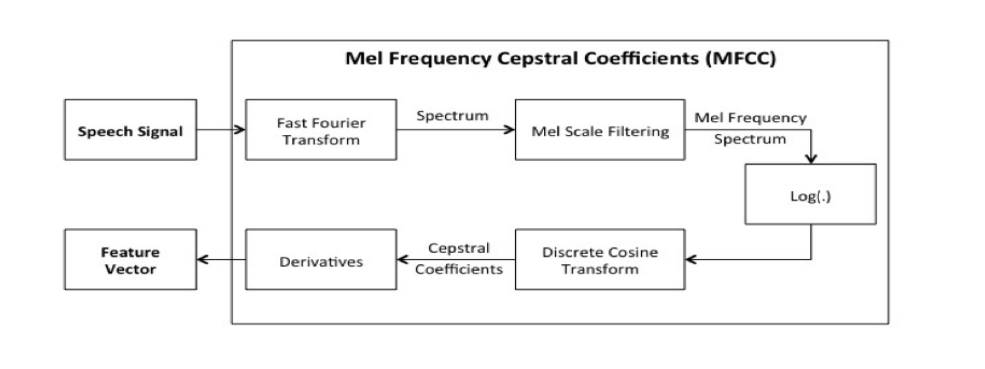 Mel Frequency Cepstral Coefficients (MFCC)
Speech Signal
Fast Fourier
Transform
Spectrum
Mel Scale Filtering
Mel Frequency
Spectrum
Log(.)
Discrete Cosine
Transform
Cepstral
Coefficients
Derivatives
Feature
Vector